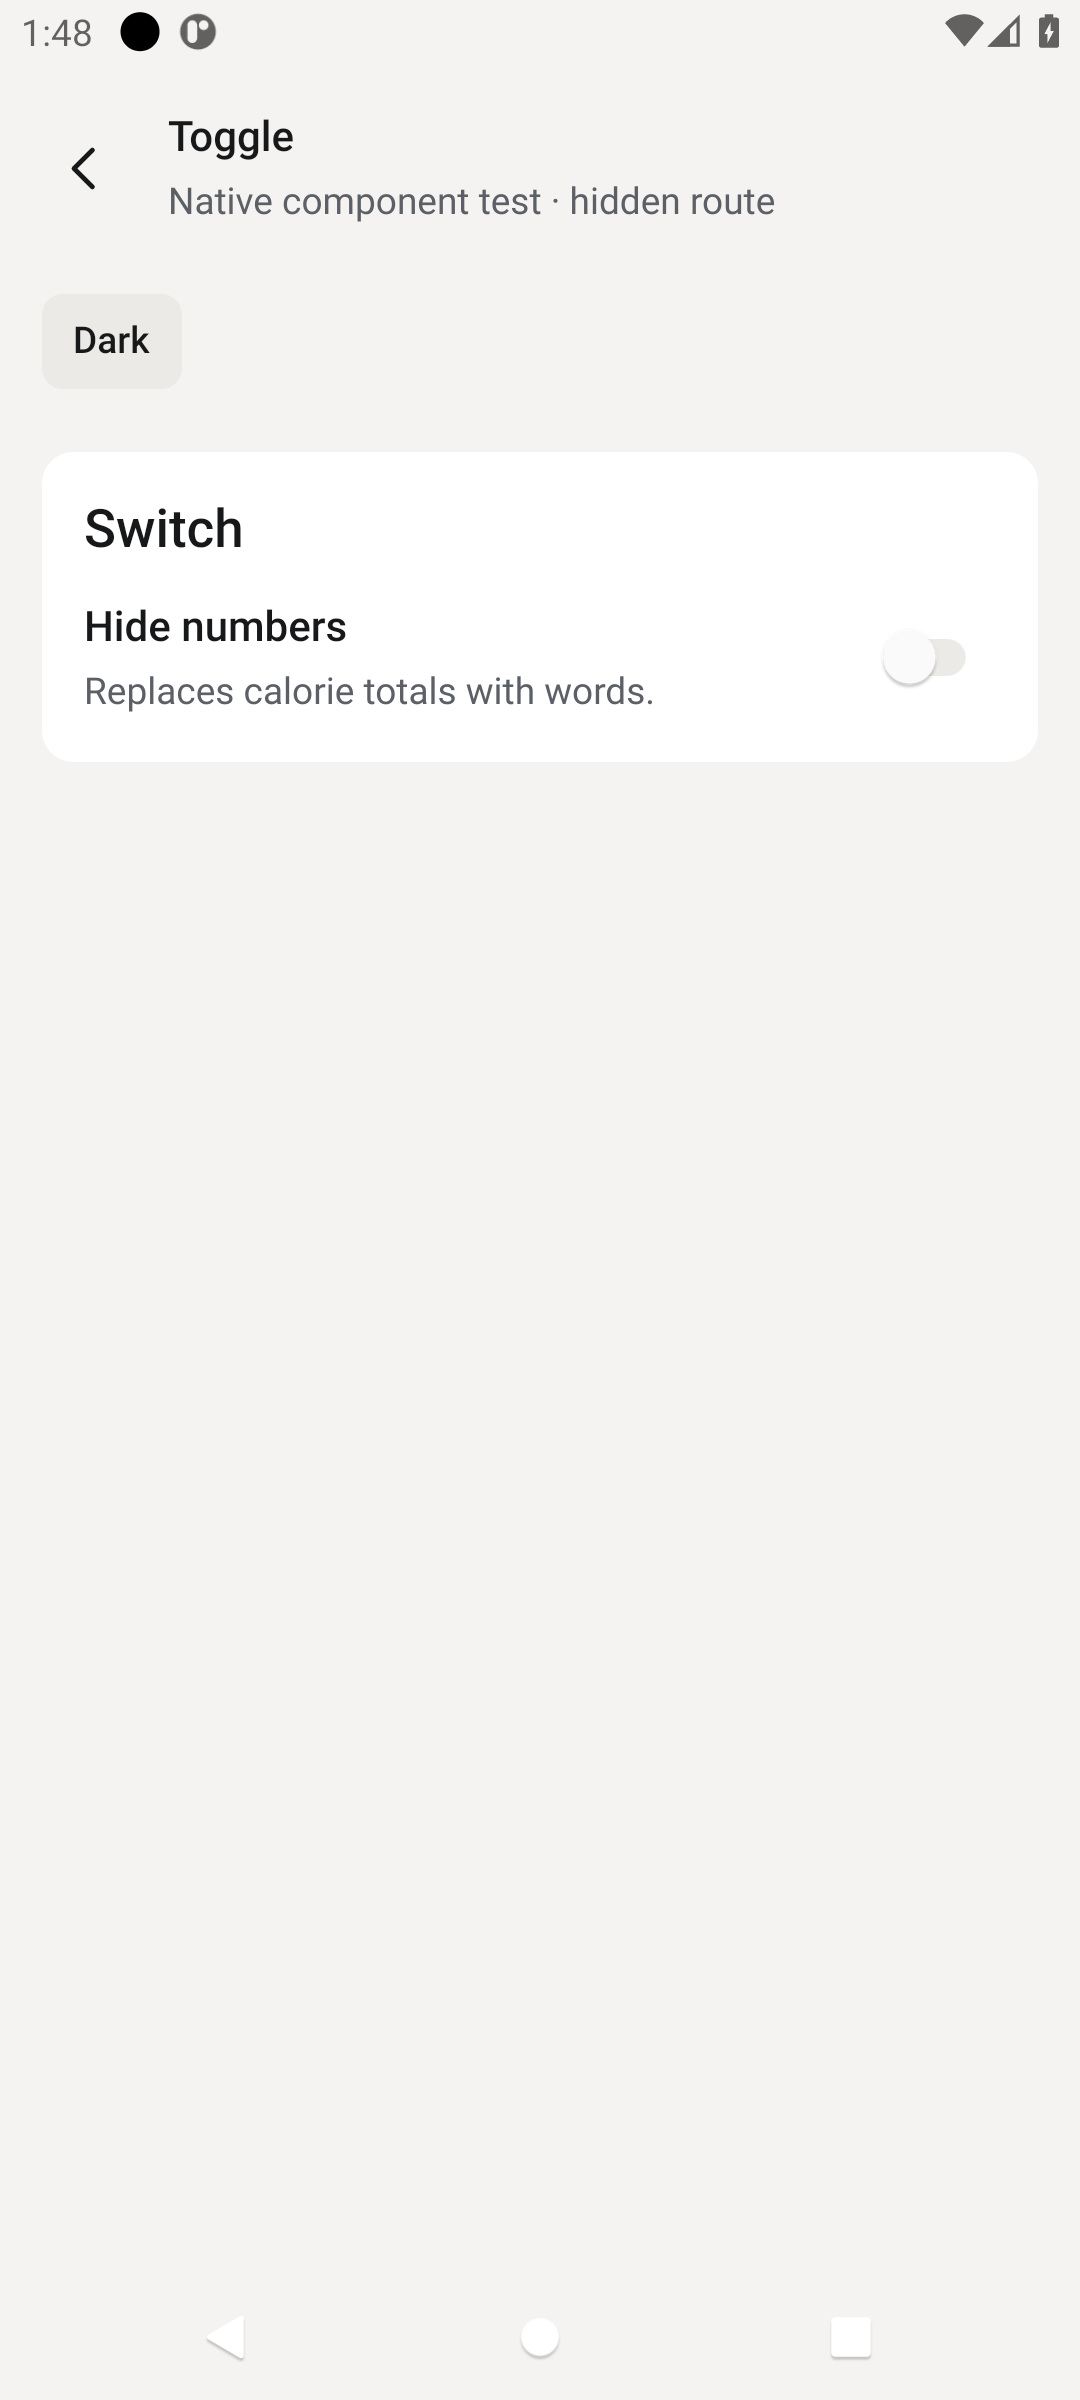 1:48
Toggle
Native component test · hidden route
Dark
Switch
Hide numbers
Replaces calorie totals with words.